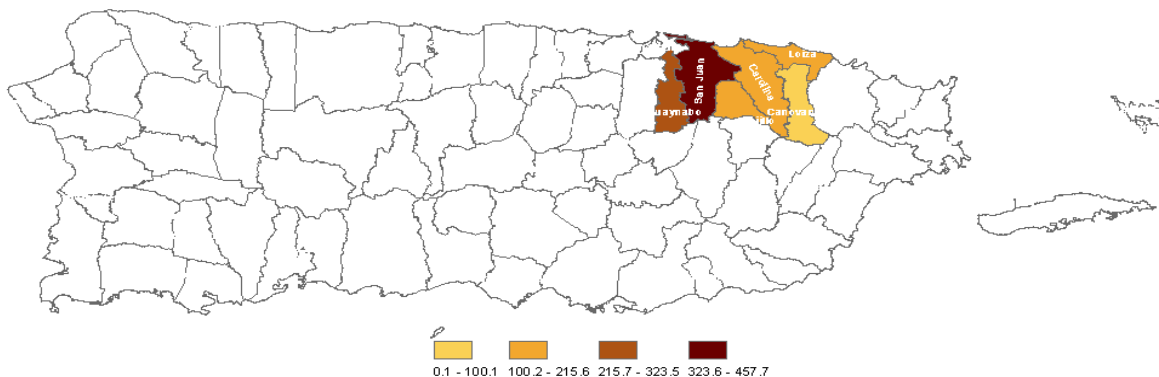 Loiza
Carolina
San Juan
uaynabo
Canovan
0.1 - 100.1
100.2 - 215.6
215.7 - 323.5
323.6 - 457.7